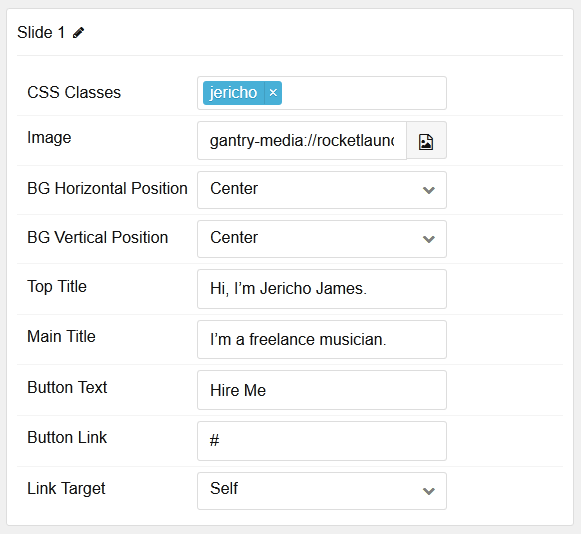 Slide 1
CSS Classes jericho ×
Image gantry-media://rocketlaunc
BG Horizontal Position Center
BG Vertical Position Center
Top Title Hi, I’m Jericho James.
Main Title I’m a freelance musician.
Button Text Hire Me
Button Link #
Link Target Self